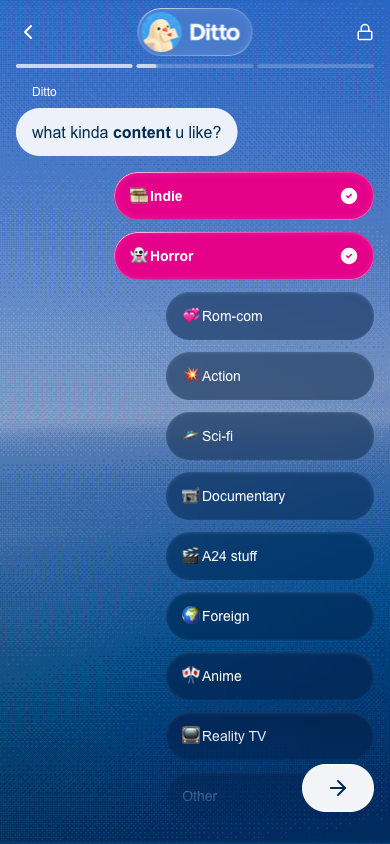 Ditto
Ditto
what kinda content u like?
Indie
Horror
Rom-com
Action
Sci-fi
Documentary
A24 stuff
Foreign
Anime
Reality TV
Other